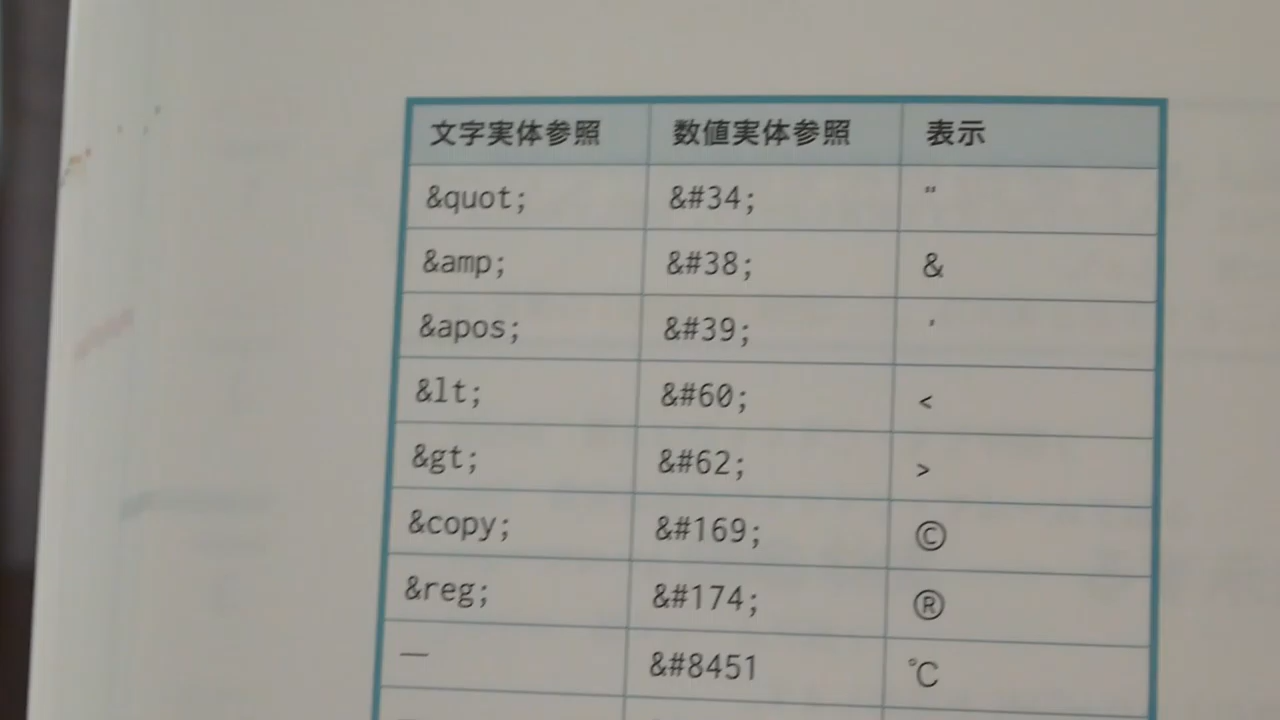 文字実体参照 数値実体参照 表示
&quot; &#34; "
&amp; &#38; &
&apos; &#39; '
&lt; &#60; <
&gt; &#62; >
&copy; &#169; ©
&reg; &#174; ®
— &#8451 ℃